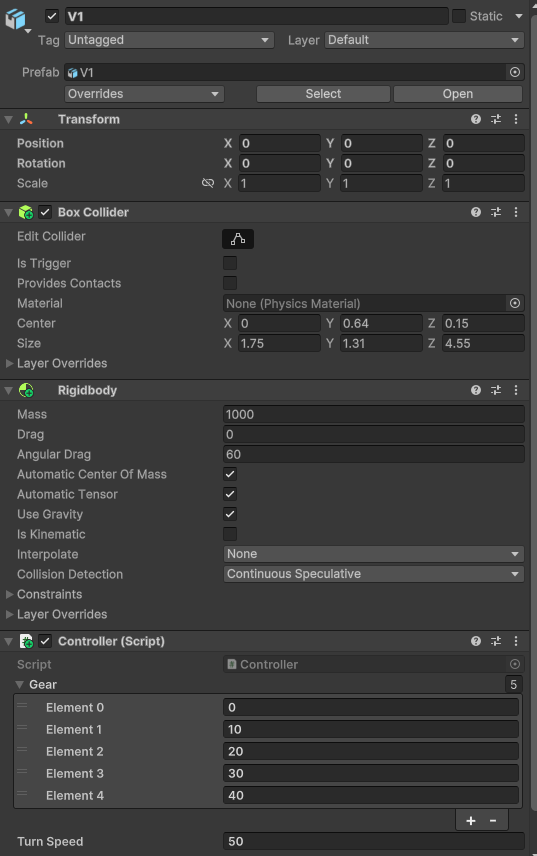 V1 Static
Tag Untagged Layer Default
Prefab V1
Overrides Select Open
Transform
Position X 0 Y 0 Z 0
Rotation X 0 Y 0 Z 0
Scale X 1 Y 1 Z 1
Box Collider
Edit Collider
Is Trigger
Provides Contacts
Material None (Physics Material)
Center X 0 Y 0.64 Z 0.15
Size X 1.75 Y 1.31 Z 4.55
Layer Overrides
Rigidbody
Mass 1000
Drag 0
Angular Drag 60
Automatic Center Of Mass
Automatic Tensor
Use Gravity
Is Kinematic
Interpolate None
Collision Detection Continuous Speculative
Constraints
Layer Overrides
Controller (Script)
Script Controller
Gear 5
Element 0 0
Element 1 10
Element 2 20
Element 3 30
Element 4 40
+ -
Turn Speed 50